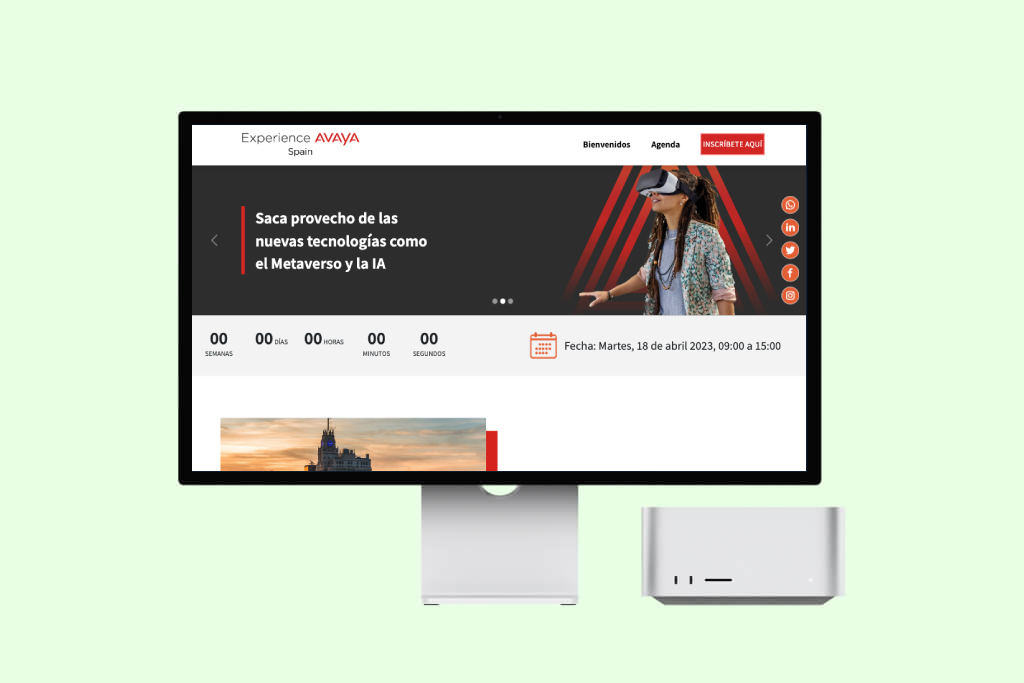 Experience AVAYA
Spain
Bienvenidos
Agenda
INSCRÍBETE AQUÍ
Saca provecho de las
nuevas tecnologías como
el Metaverso y la IA
00
SEMANAS
00 DÍAS
00 HORAS
00
MINUTOS
00
SEGUNDOS
Fecha: Martes, 18 de abril 2023, 09:00 a 15:00